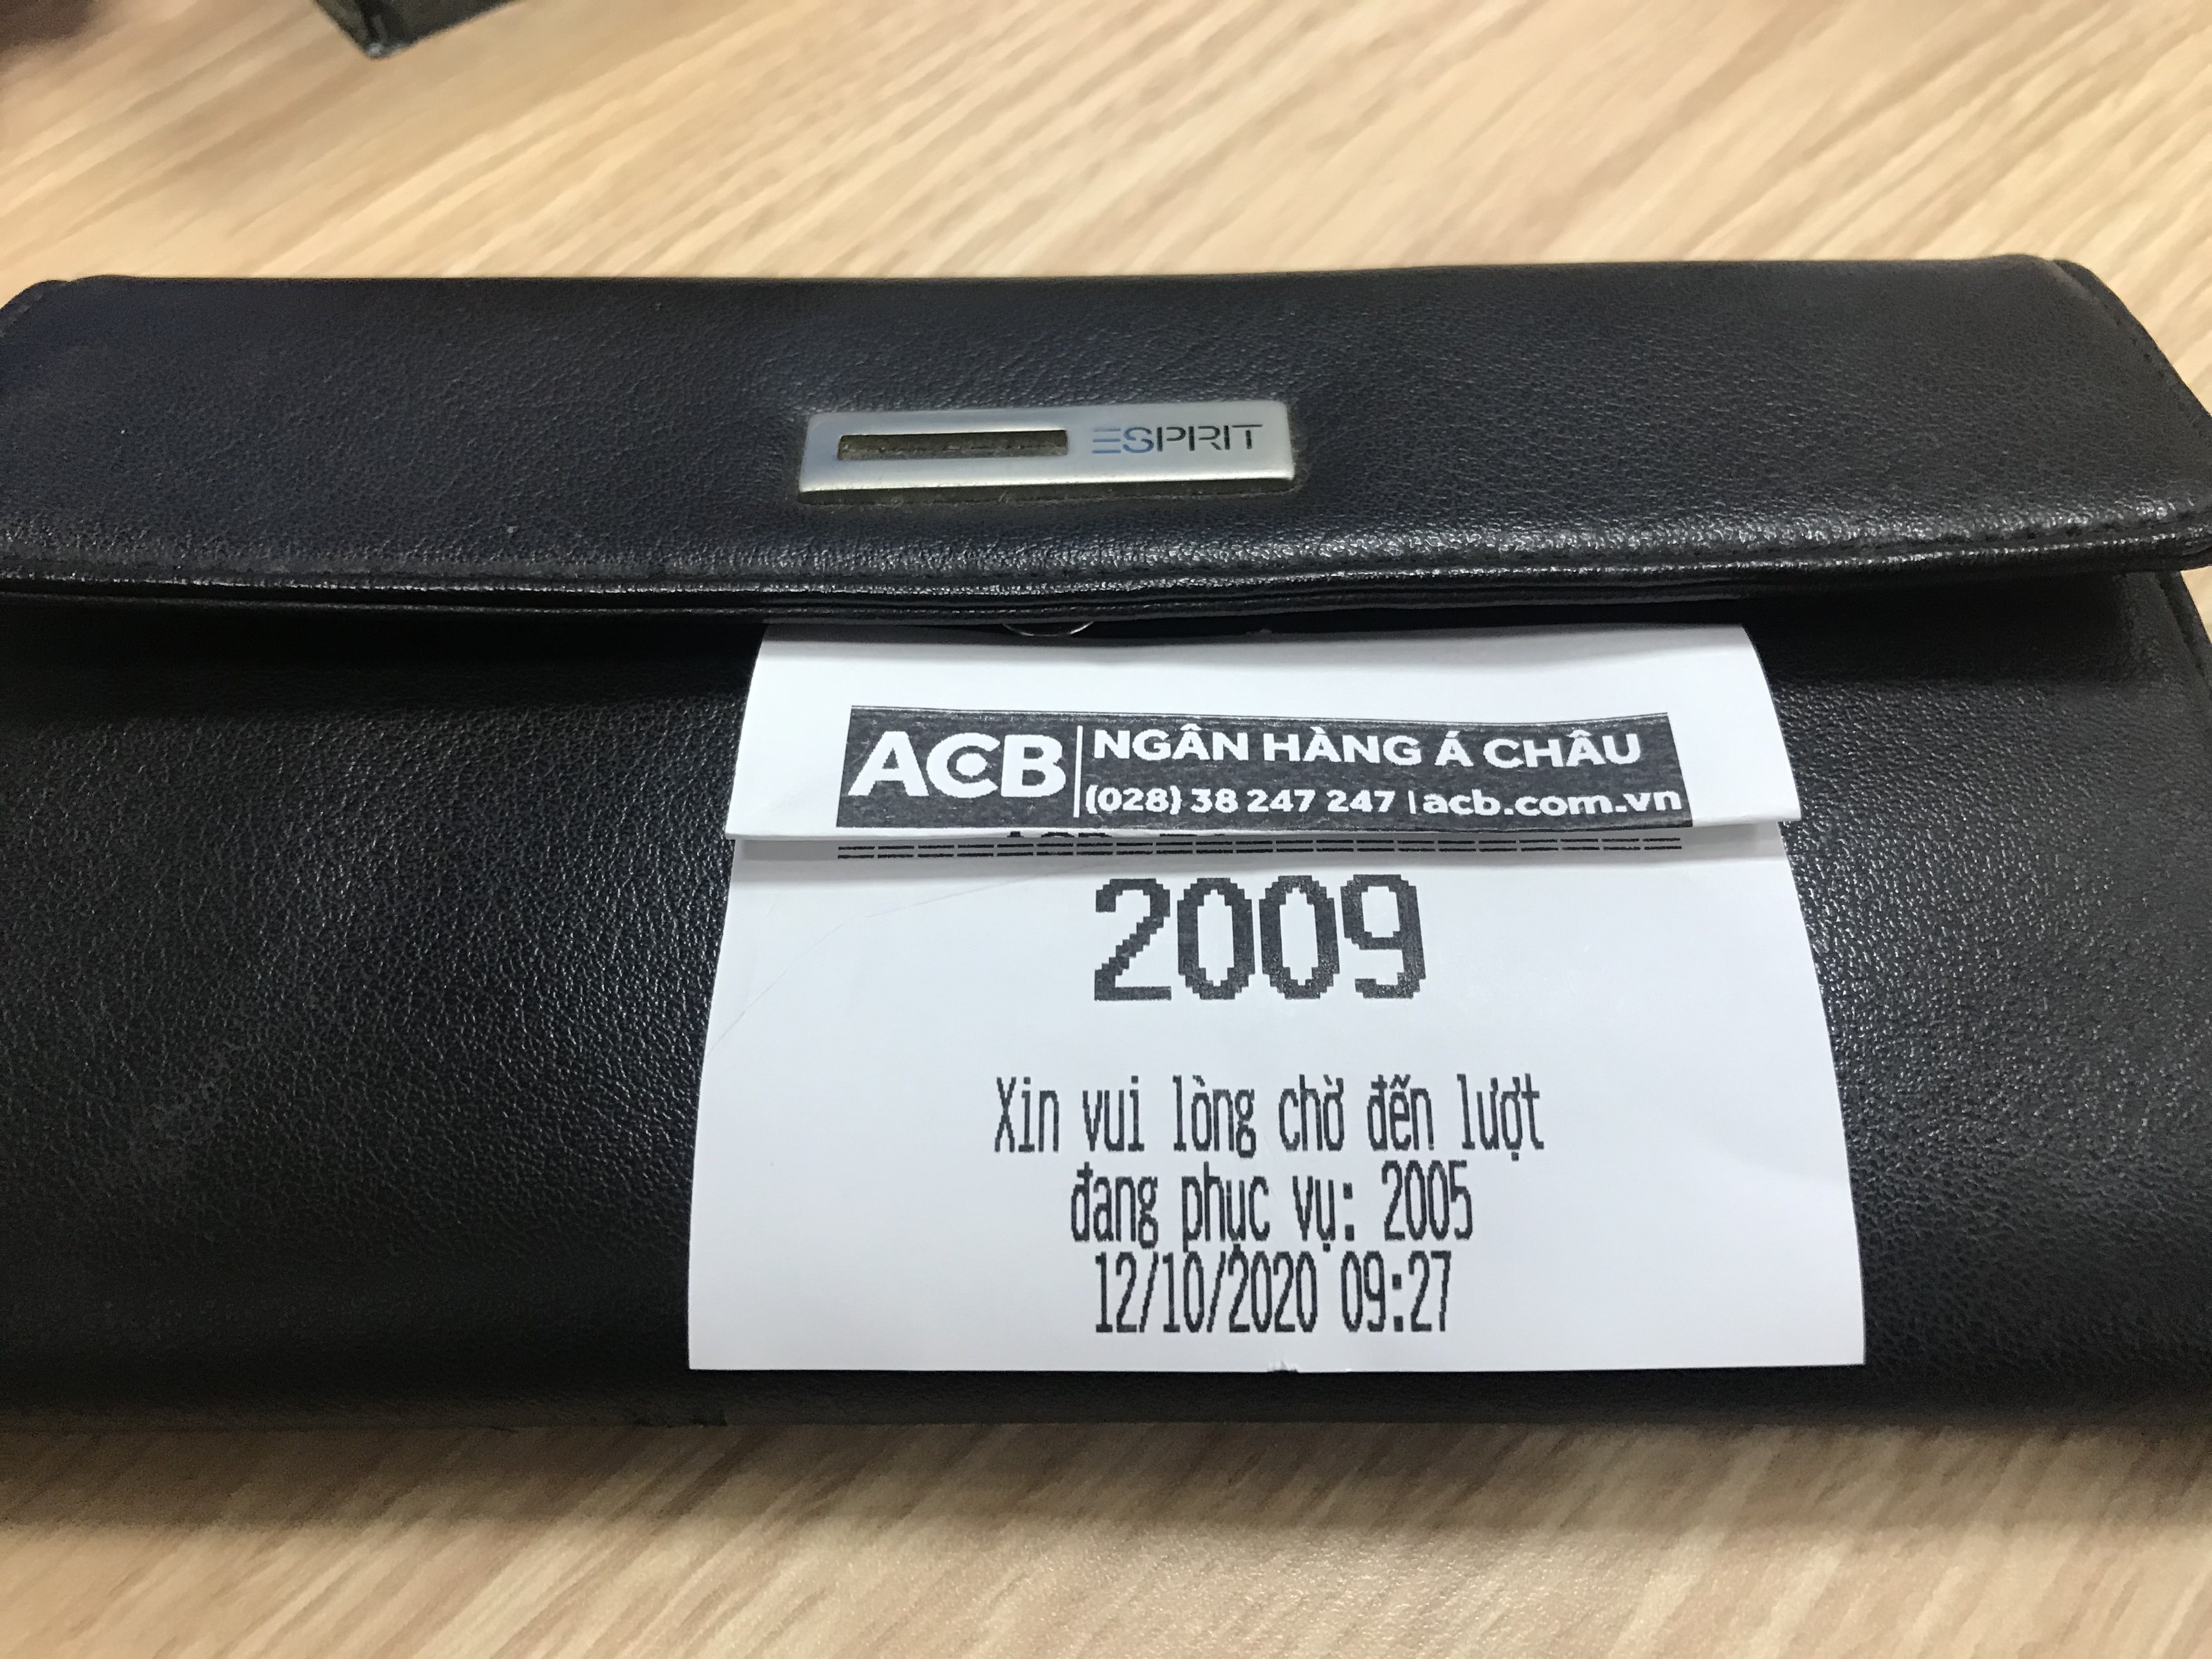 ESPRIT
ACB
NGÂN HÀNG Á CHÂU
(028) 38 247 247 | acb.com.vn
2009
Xin vui lòng chờ đến lượt
đang phục vụ: 2005
12/10/2020 09:27